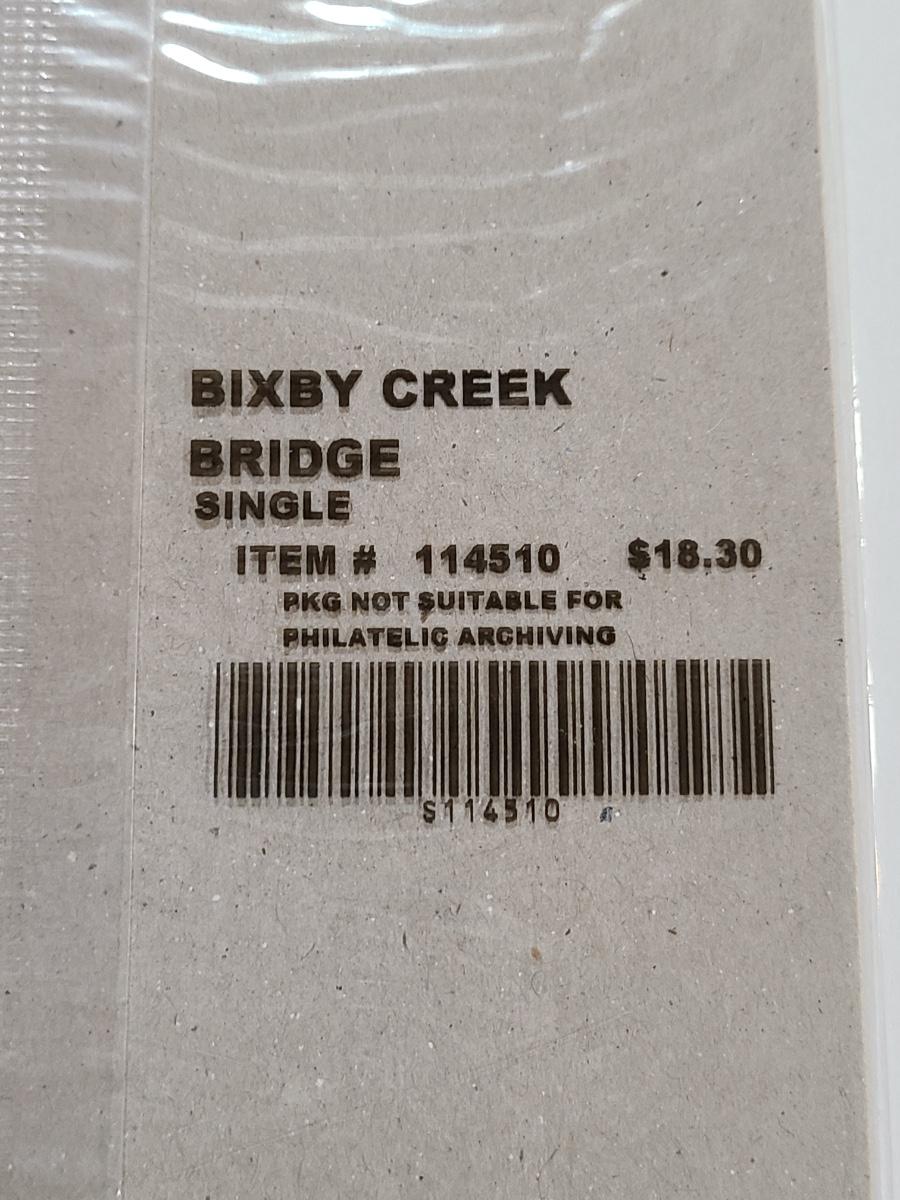 BIXBY CREEK
BRIDGE
SINGLE
ITEM # 114510 $18.30
PKG NOT SUITABLE FOR
PHILATELIC ARCHIVING
S114510